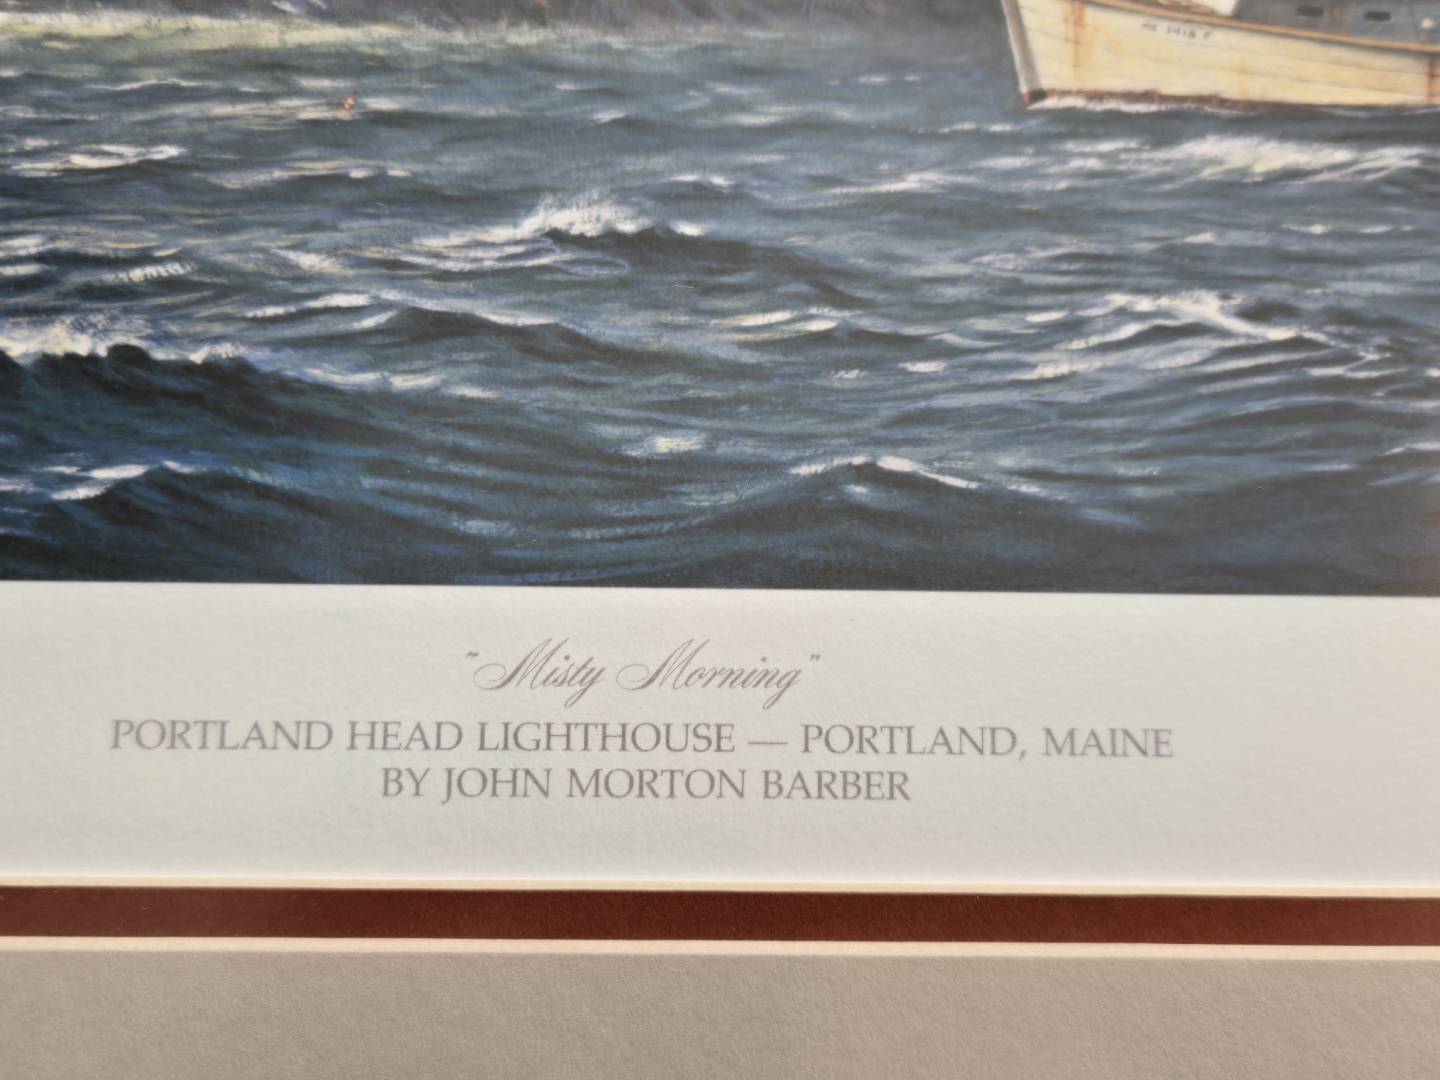 "Misty Morning"
PORTLAND HEAD LIGHTHOUSE — PORTLAND, MAINE
BY JOHN MORTON BARBER